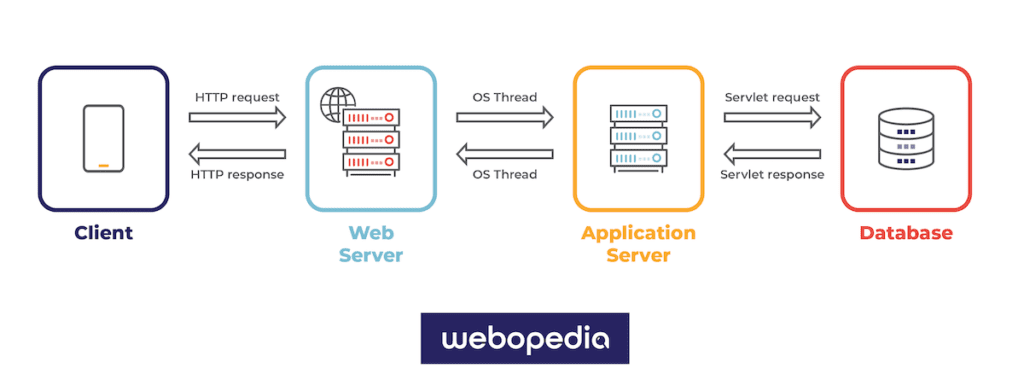 HTTP request
OS Thread
Servlet request
HTTP response
OS Thread
Servlet response
Client
Web
Server
Application
Server
Database
webopedia